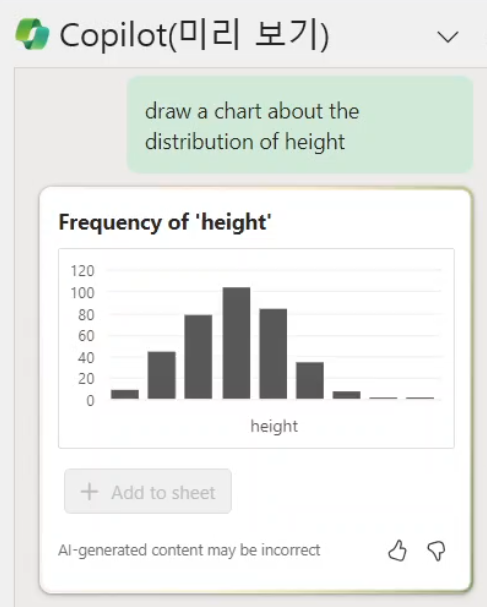 Copilot(미리 보기)
draw a chart about the
distribution of height
Frequency of 'height'
120
100
80
60
40
20
0
height
+ Add to sheet
AI-generated content may be incorrect